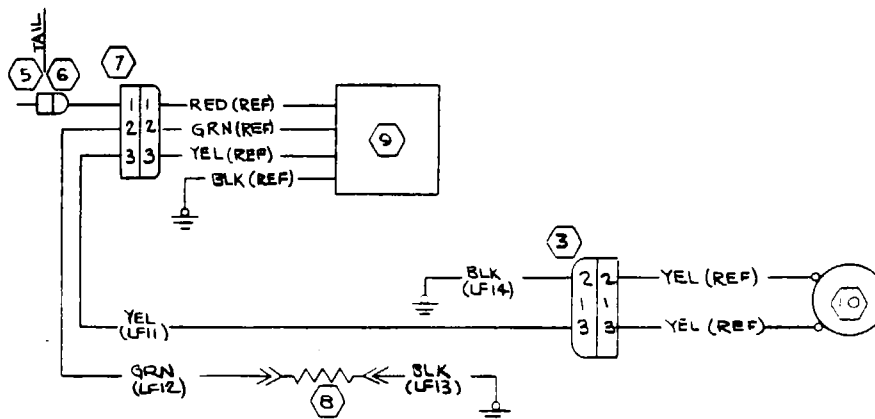 TAIL
5 6
7
1 1 RED (REF)
2 2 GRN (REF)
3 3 YEL (REF)
BLK (REF)
9
3
BLK
(LF14)
2 2 YEL (REF)
1 1
3 3 YEL (REF)
10
YEL
(LF11)
GRN
(LF12)
8
BLK
(LF13)